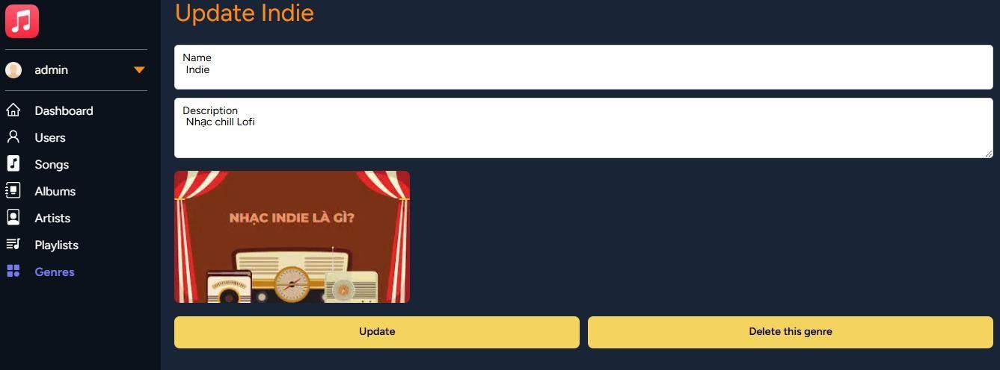 Update Indie
admin
Dashboard
Users
Songs
Albums
Artists
Playlists
Genres
Name
Indie
Description
Nhạc chill Lofi
NHẠC INDIE LÀ GÌ?
Update
Delete this genre